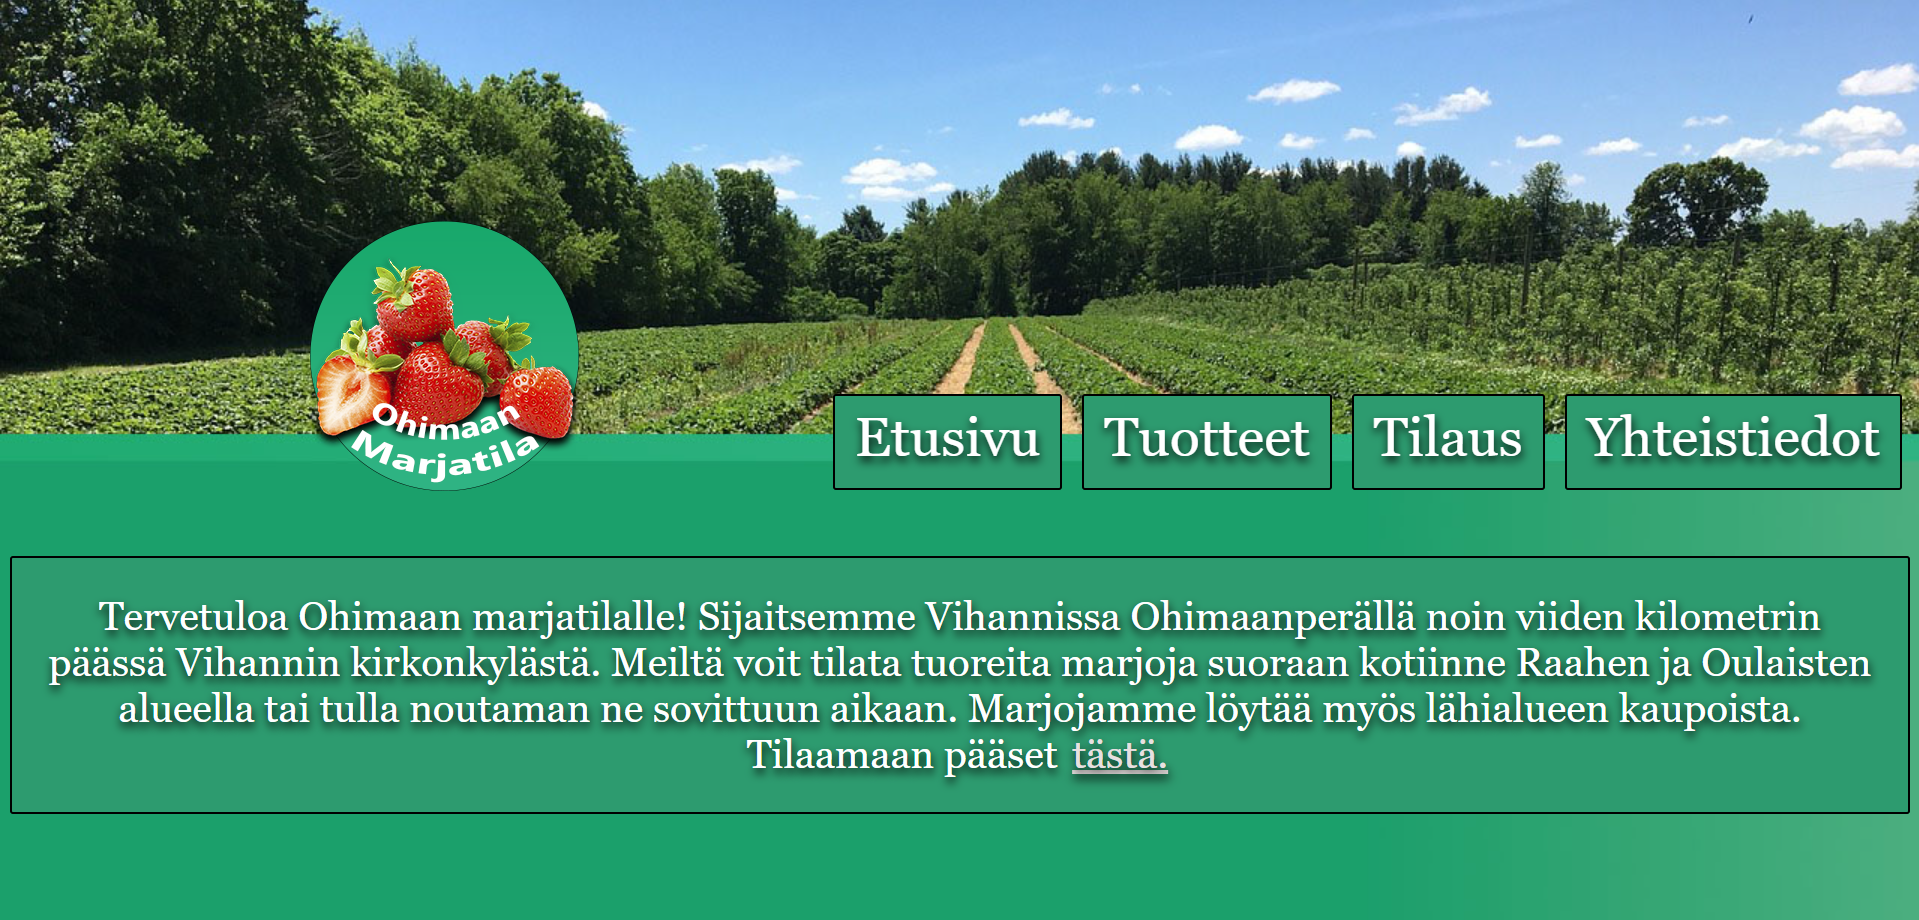 Ohimaan
Marjatila
Etusivu Tuotteet Tilaus Yhteistiedot
Tervetuloa Ohimaan marjatilalle! Sijaitsemme Vihannissa Ohimaanperällä noin viiden kilometrin
päässä Vihannin kirkonkylästä. Meiltä voit tilata tuoreita marjoja suoraan kotiinne Raahen ja Oulaisten
alueella tai tulla noutaman ne sovittuun aikaan. Marjojamme löytää myös lähialueen kaupoista.
Tilaamaan pääset tästä.